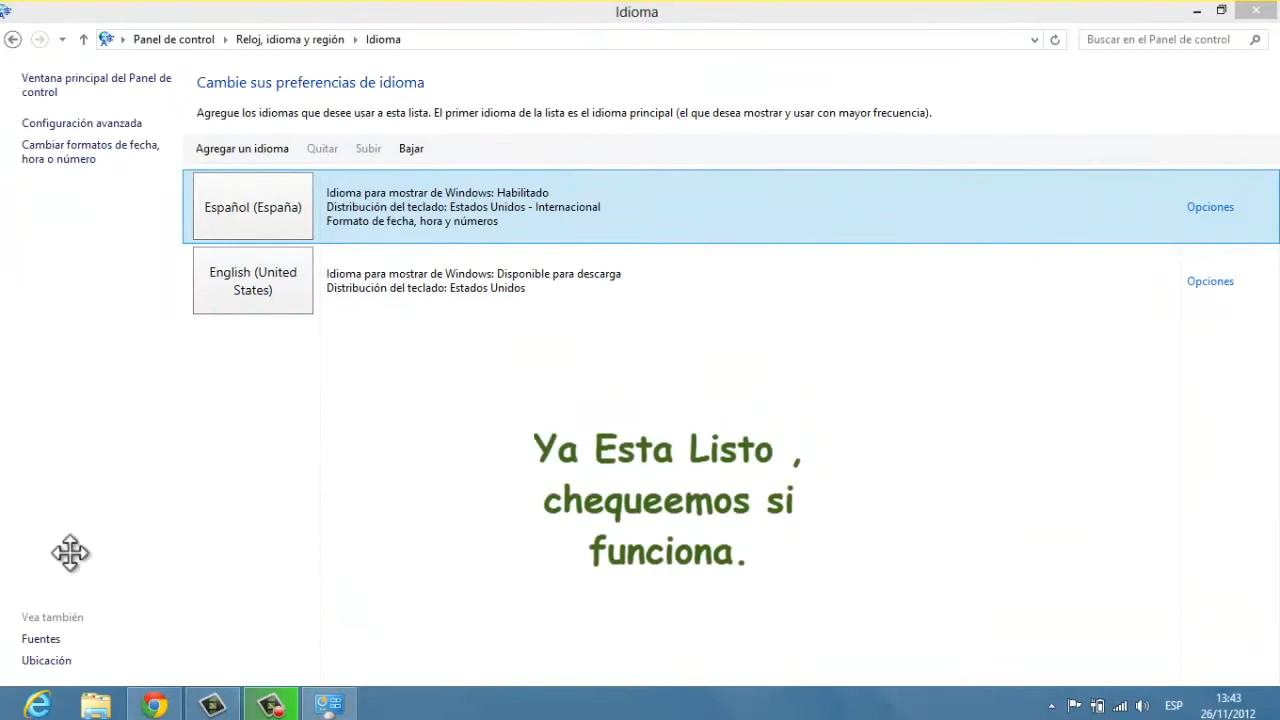 Idioma
Panel de control
Reloj, idioma y región
Idioma
Buscar en el Panel de control
Ventana principal del Panel de
control
Configuración avanzada
Cambiar formatos de fecha,
hora o número
Vea también
Fuentes
Ubicación
Cambie sus preferencias de idioma
Agregue los idiomas que desee usar a esta lista. El primer idioma de la lista es el idioma principal (el que desea mostrar y usar con mayor frecuencia).
Agregar un idioma
Quitar
Subir
Bajar
Español (España)
Idioma para mostrar de Windows: Habilitado
Distribución del teclado: Estados Unidos - Internacional
Formato de fecha, hora y números
Opciones
English (United
States)
Idioma para mostrar de Windows: Disponible para descarga
Distribución del teclado: Estados Unidos
Opciones
Ya Esta Listo ,
chequeemos si
funciona.
ESP
13:43
26/11/2012